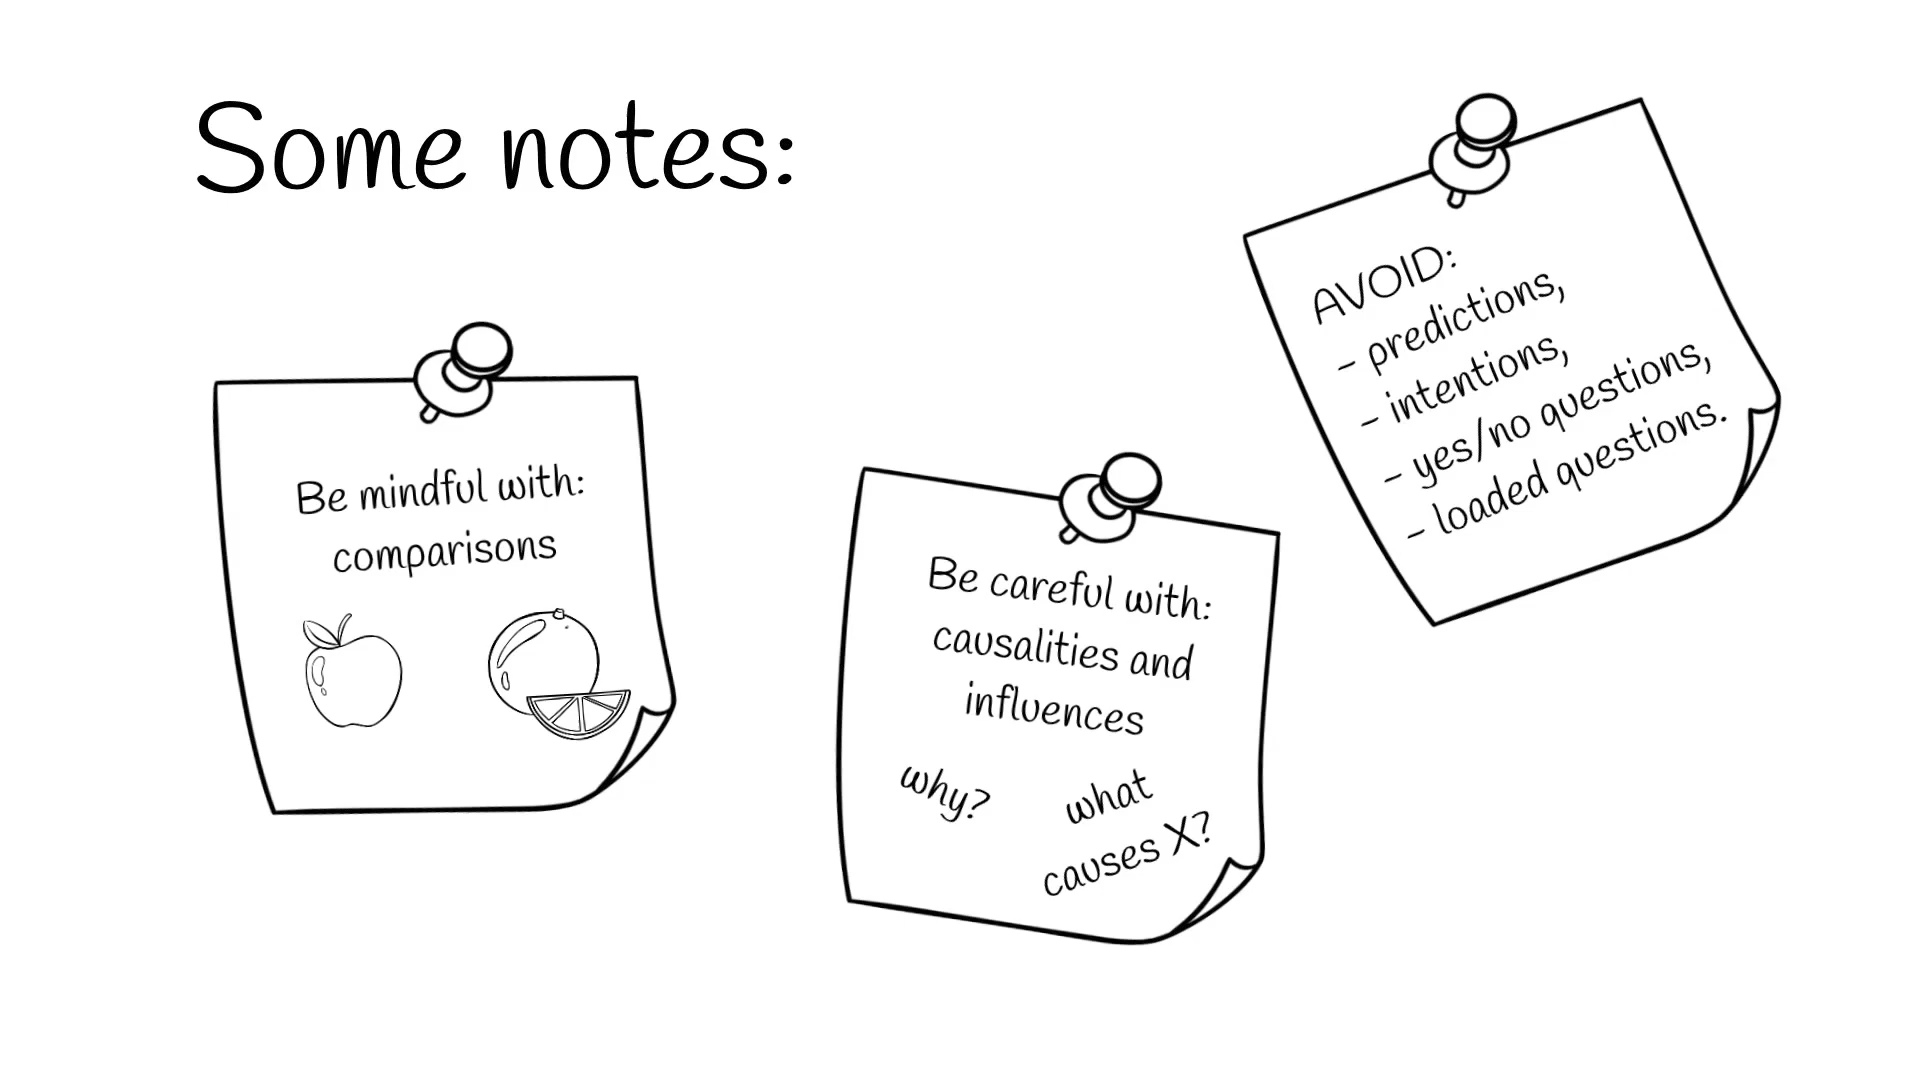 Some notes:
Be mindful with:
comparisons
Be careful with:
causalities and
influences
why?
what
causes X?
AVOID:
- predictions,
- intentions,
- yes/no questions,
- loaded questions.